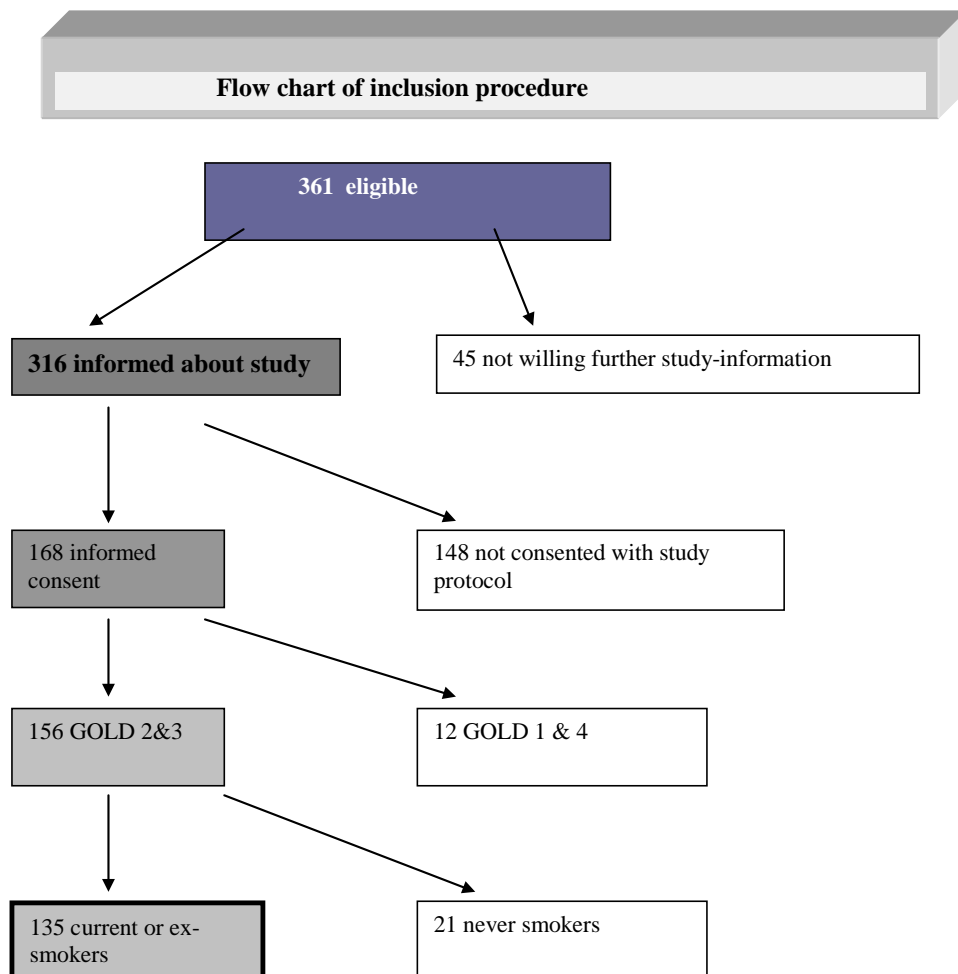 Flow chart of inclusion procedure
361 eligible
316 informed about study
45 not willing further study-information
168 informed
consent
148 not consented with study
protocol
156 GOLD 2&3
12 GOLD 1 & 4
135 current or ex-
smokers
21 never smokers